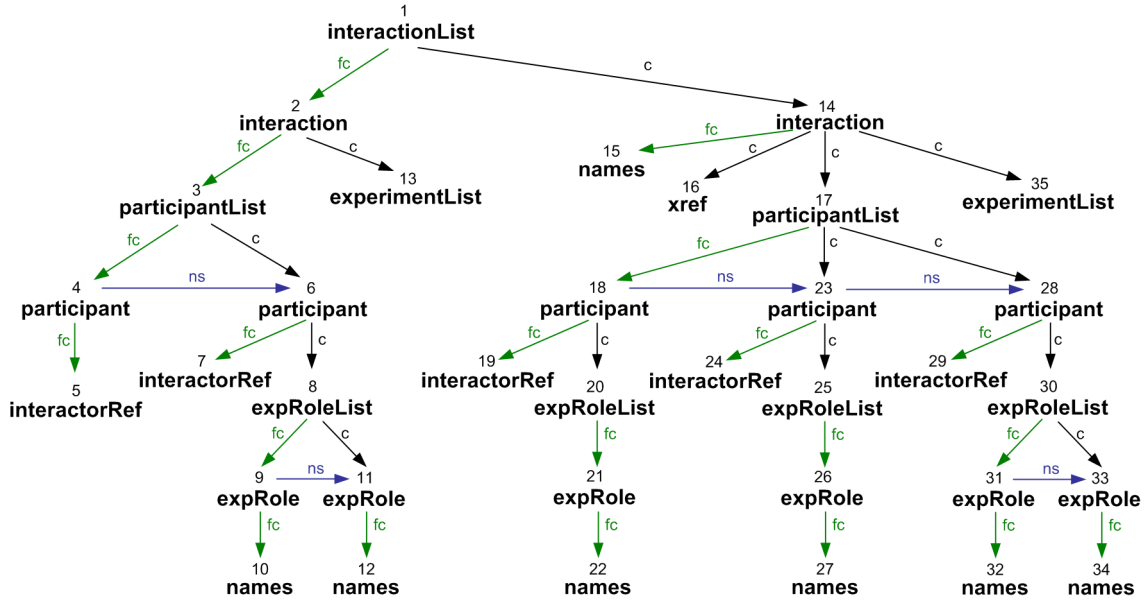 1
interactionList
fc
c
2
interaction
14
interaction
fc
c
fc
c
c
c
15
names
3
participantList
13
experimentList
16
xref
17
participantList
35
experimentList
fc
c
fc
c
c
4
participant
ns
6
participant
18
participant
ns
23
participant
ns
28
participant
fc
fc
c
fc
c
fc
c
fc
c
5
interactorRef
7
interactorRef
8
expRoleList
19
interactorRef
20
expRoleList
24
interactorRef
25
expRoleList
29
interactorRef
30
expRoleList
fc
c
fc
fc
fc
c
9
expRole
ns
11
expRole
21
expRole
26
expRole
31
expRole
ns
33
expRole
fc
fc
fc
fc
fc
fc
10
names
12
names
22
names
27
names
32
names
34
names